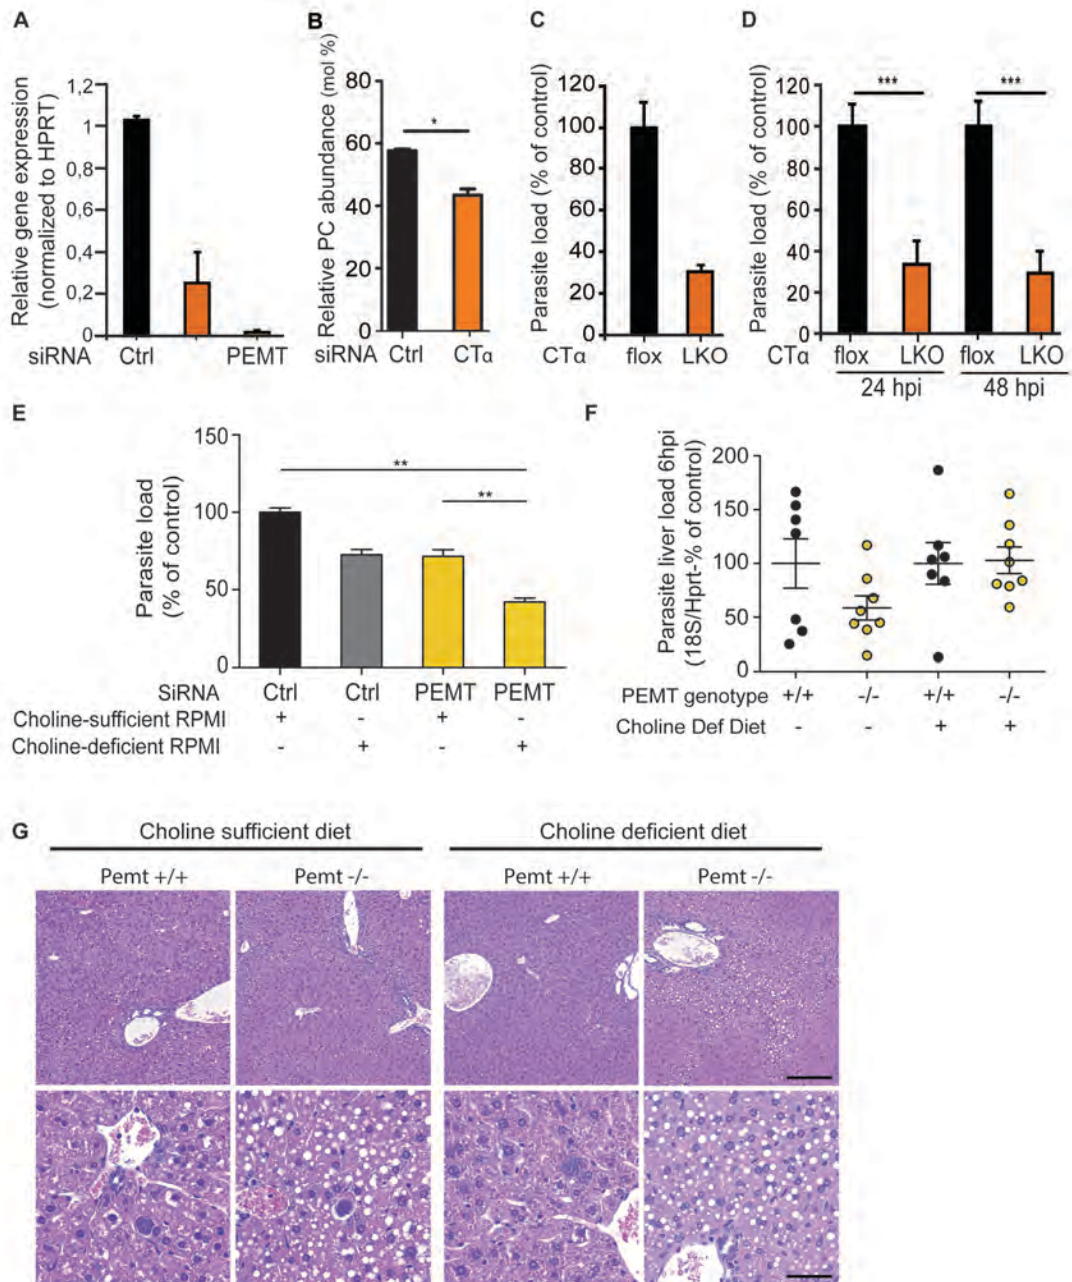 A
Relative gene expression
(normalized to HPRT)
1,2
1
0,8
0,6
0,4
0,2
0
siRNA Ctrl PEMT
B
Relative PC abundance (mol %)
80
60
40
60
20
0
siRNA Ctrl CTα
*
C
Parasite load (% of control)
120
100
80
60
40
20
0
CTα flox LKO
D
Parasite load (% of control)
120
100
80
60
40
20
0
*** ***
CTα flox LKO flox LKO
24 hpi 48 hpi
E
Parasite load
(% of control)
150
100
50
0
**
**
SiRNA Ctrl Ctrl PEMT PEMT
Choline-sufficient RPMI + - + -
Choline-deficient RPMI - + - +
F
Parasite liver load 6hpi
(18S/Hprt-% of control)
200
150
100
50
0
PEMT genotype +/+ -/- +/+ -/-
Choline Def Diet - - + +
G
Choline sufficient diet Choline deficient diet
Pemt +/+ Pemt -/- Pemt +/+ Pemt -/-